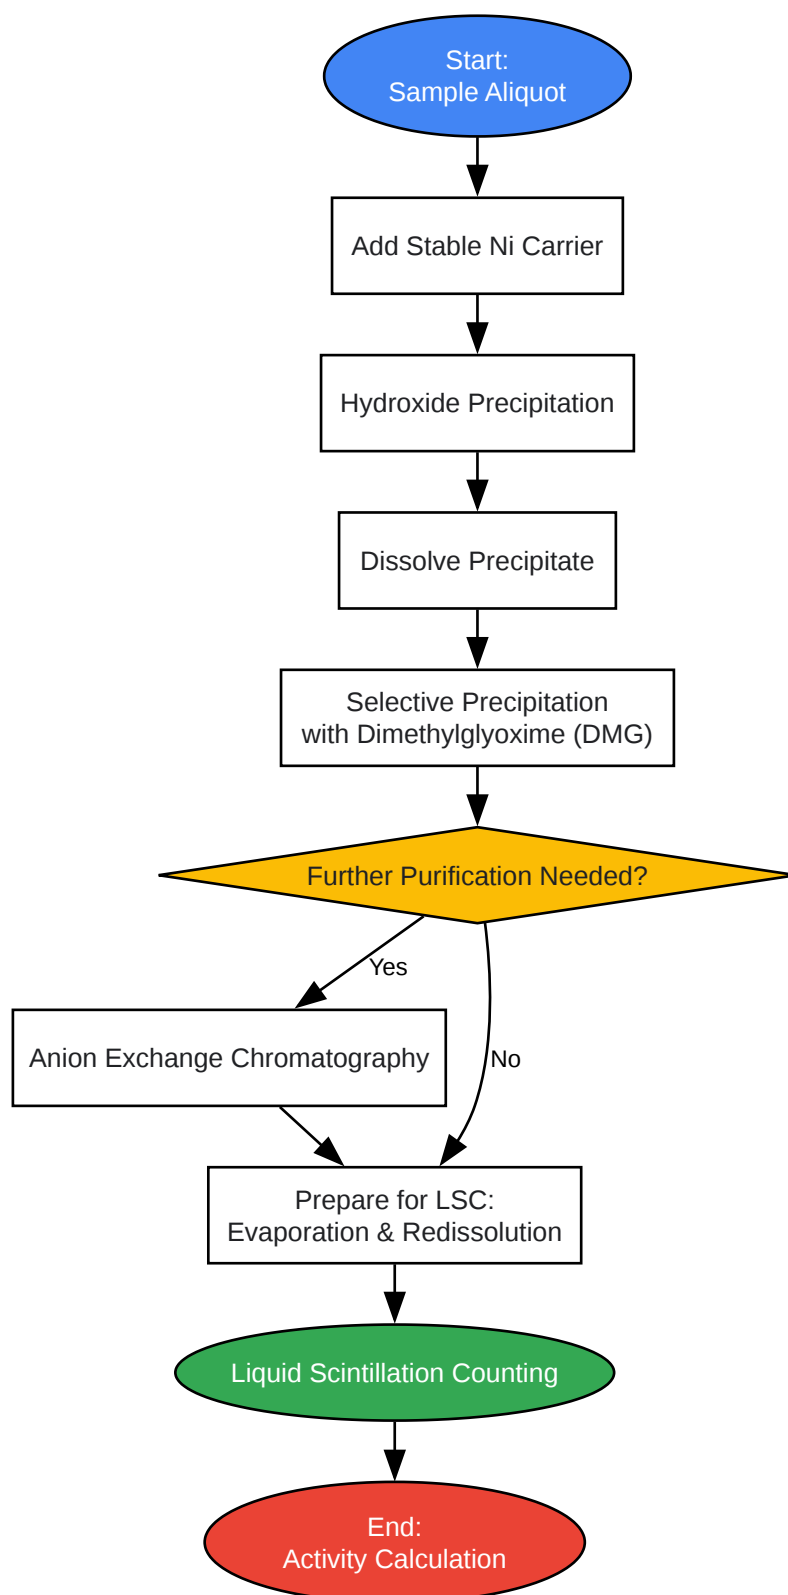 Start:
Sample Aliquot
Add Stable Ni Carrier
Hydroxide Precipitation
Dissolve Precipitate
Selective Precipitation
with Dimethylglyoxime (DMG)
Further Purification Needed?
Yes
Anion Exchange Chromatography
No
Prepare for LSC:
Evaporation & Redissolution
Liquid Scintillation Counting
End:
Activity Calculation